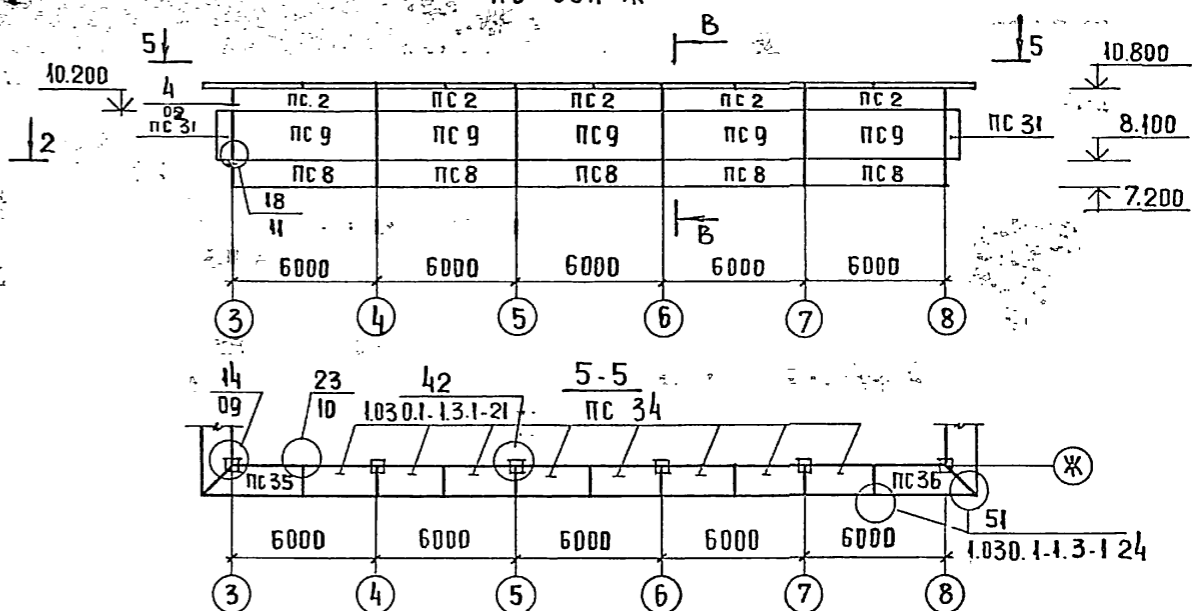 В
5 5
10.200 10.800
4
02
ПС.2 ПС 2 ПС 2 ПС 2 ПС 2
ПС 31 ПС 9 ПС 9 ПС 9 ПС 9 ПС 9 ПС 31
2 8.100
ПС 8 ПС 8 ПС 8 ПС 8 ПС 8
18
11
7.200
В
6000 6000 6000 6000 6000
3 4 5 6 7 8
14 23 42 5-5
09 10 1.030.1-1.3.1-21 ПС 34
Ж
ПС 35 ПС 36
51
1.030.1-1.3-1 24
6000 6000 6000 6000 6000
3 4 5 6 7 8